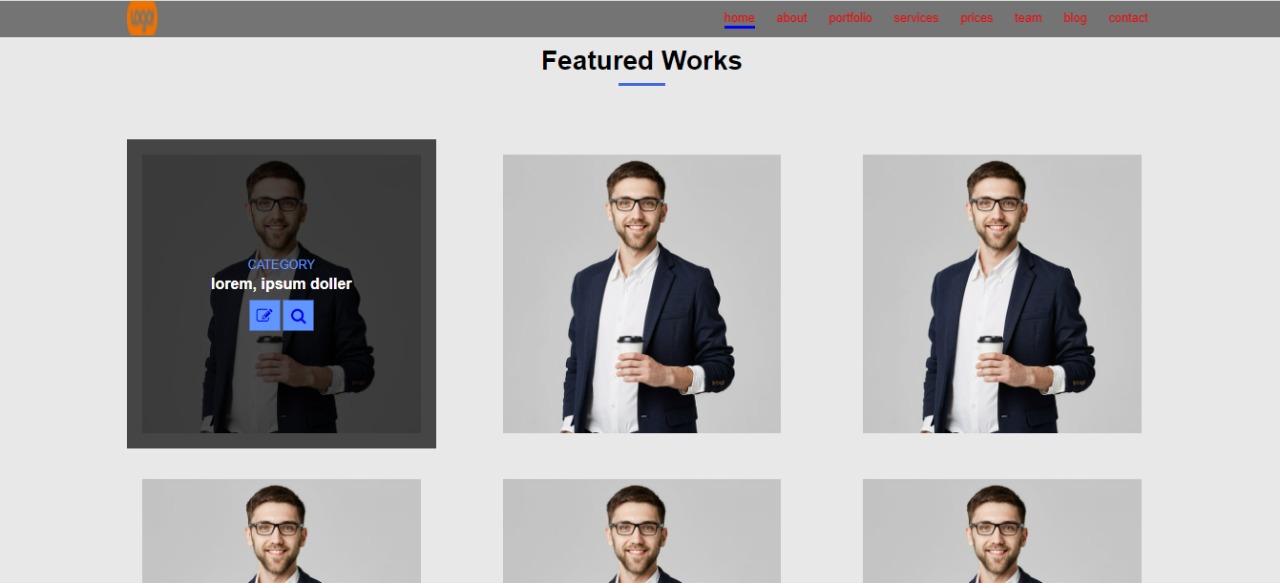 LOGO
home about portfolio services prices team blog contact
Featured Works
CATEGORY
lorem, ipsum doller